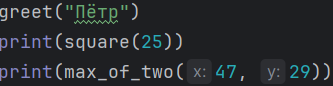 greet("Пётр")
print(square(25))
print(max_of_two(x: 47, y: 29))